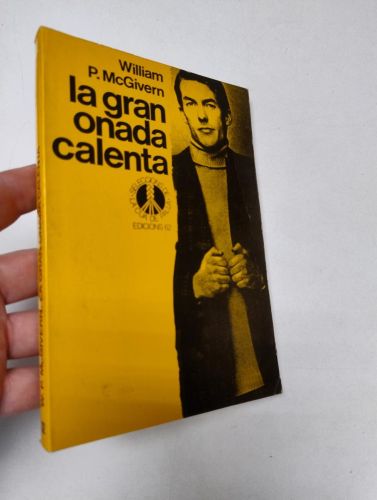 William
P. McGivern
la gran
onada
calenta
EDICIONS 62